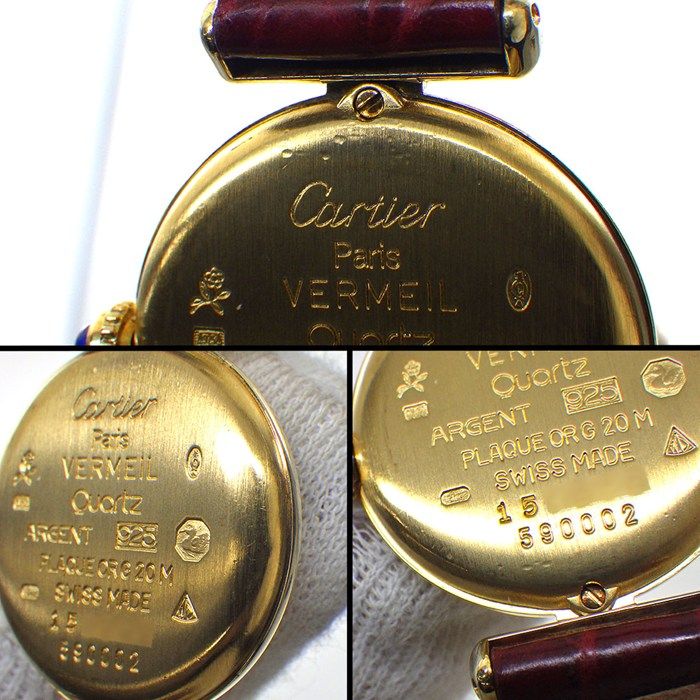 Cartier
Paris
VERMEIL
Quartz
Cartier
Paris
VERMEIL
Quartz
ARGENT 925
PLAQUE OR G 20 M
SWISS MADE
15
590002
VERMEIL
Quartz
ARGENT 925
PLAQUE OR G 20 M
SWISS MADE
15
590002